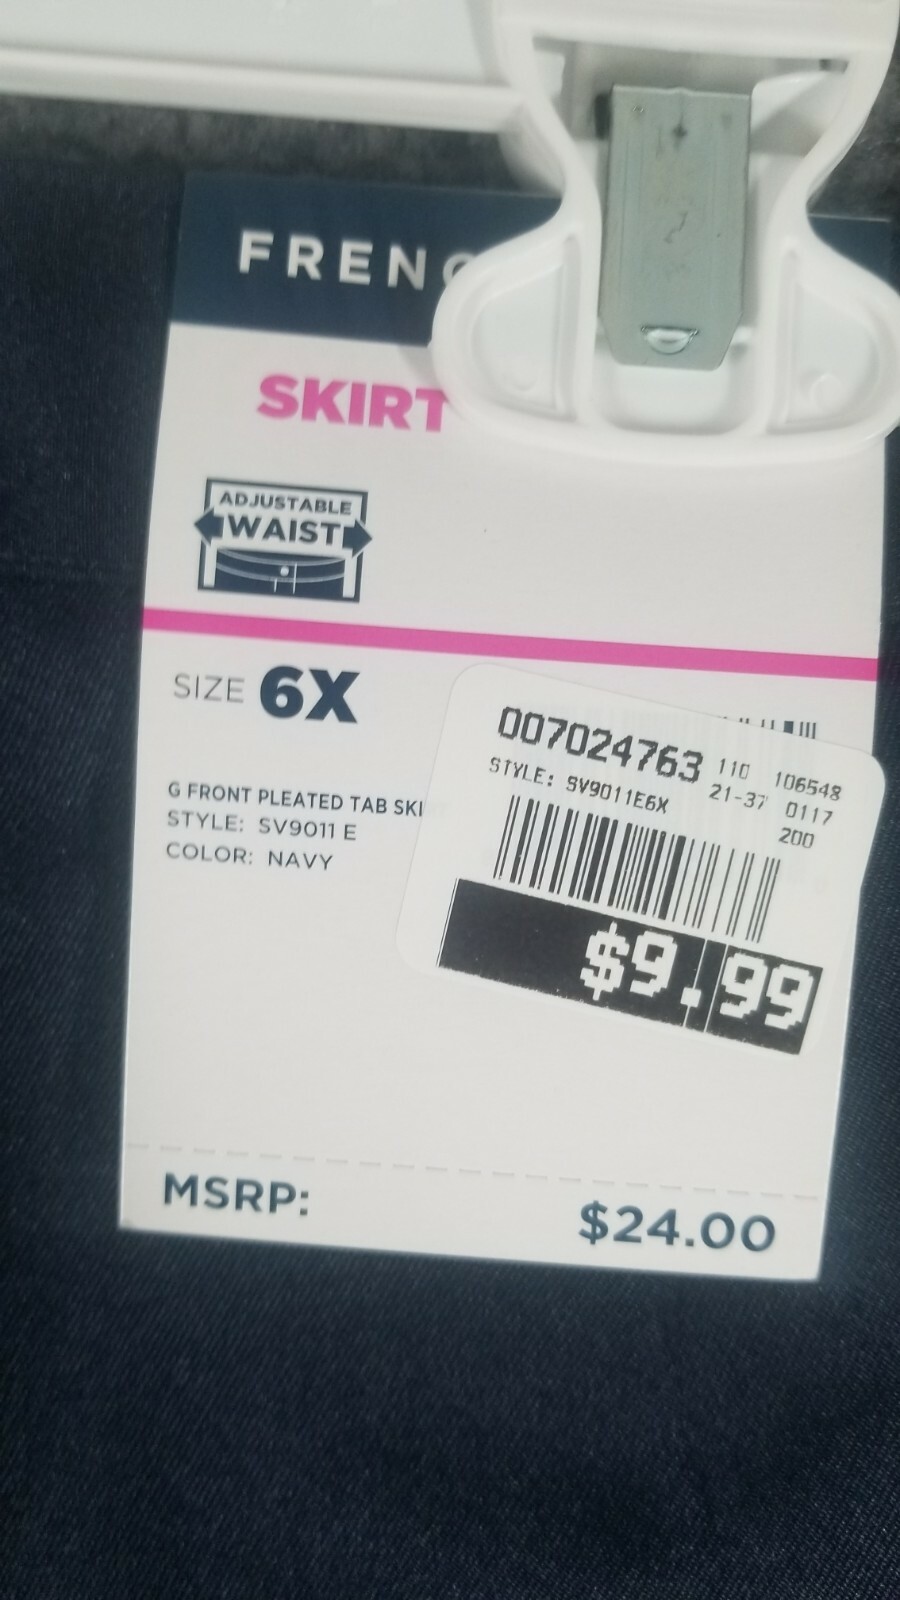 FRENC
SKIRT
ADJUSTABLE
WAIST
SIZE 6X
G FRONT PLEATED TAB SKI
STYLE: SV9011 E
COLOR: NAVY
007024763 110 106548
STYLE: SV9011E6X 21-37 0117
200
$9.99
MSRP: $24.00